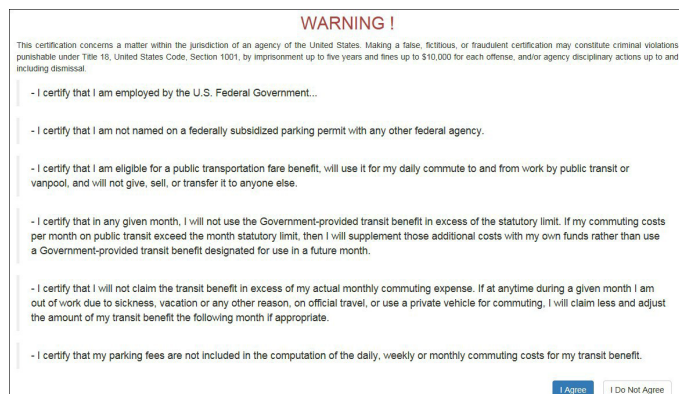 WARNING !
This certification concerns a matter within the jurisdiction of an agency of the United States. Making a false, fictitious, or fraudulent certification may constitute criminal violations
punishable under Title 18, United States Code, Section 1001, by imprisonment up to five years and fines up to $10,000 for each offense, and/or agency disciplinary actions up to and
including dismissal.
- I certify that I am employed by the U.S. Federal Government...
- I certify that I am not named on a federally subsidized parking permit with any other federal agency.
- I certify that I am eligible for a public transportation fare benefit, will use it for my daily commute to and from work by public transit or
vanpool, and will not give, sell, or transfer it to anyone else.
- I certify that in any given month, I will not use the Government-provided transit benefit in excess of the statutory limit. If my commuting costs
per month on public transit exceed the month statutory limit, then I will supplement those additional costs with my own funds rather than use
a Government-provided transit benefit designated for use in a future month.
- I certify that I will not claim the transit benefit in excess of my actual monthly commuting expense. If at anytime during a given month I am
out of work due to sickness, vacation or any other reason, on official travel, or use a private vehicle for commuting, I will claim less and adjust
the amount of my transit benefit the following month if appropriate.
- I certify that my parking fees are not included in the computation of the daily, weekly or monthly commuting costs for my transit benefit.
I Agree I Do Not Agree